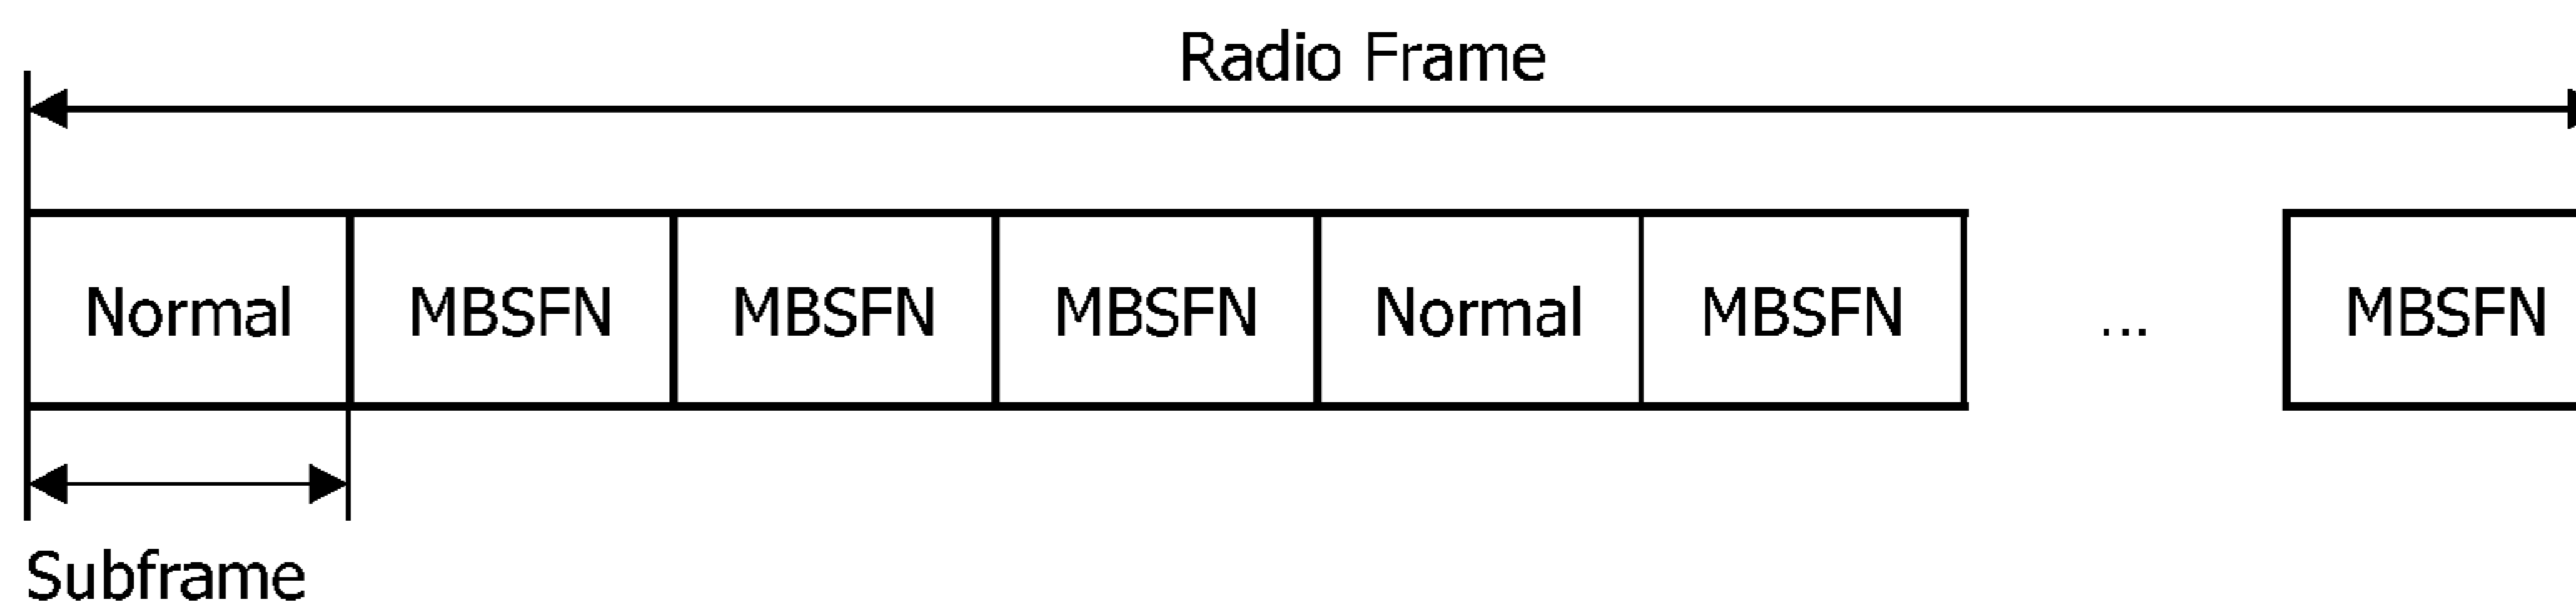 Radio Frame
Normal MBSFN MBSFN MBSFN Normal MBSFN ... MBSFN
Subframe